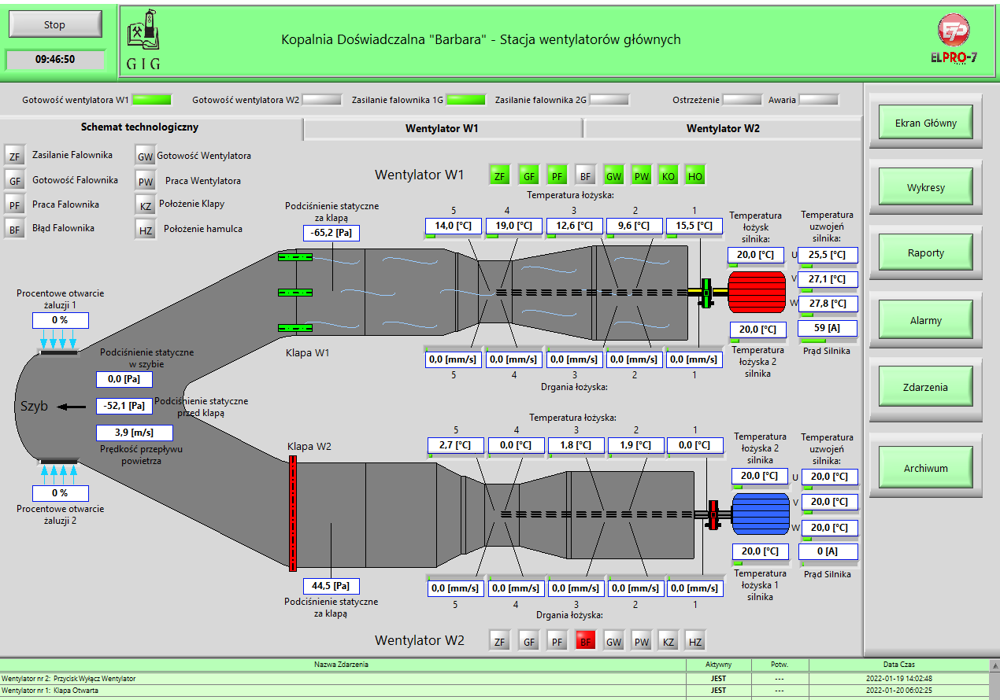 Stop
09:46:50
GIG
Kopalnia Doświadczalna "Barbara" - Stacja wentylatorów głównych
ELPRO-7
Gotowość wentylatora W1
Gotowość wentylatora W2
Zasilanie falownika 1G
Zasilanie falownika 2G
Ostrzeżenie
Awaria
Schemat technologiczny
Wentylator W1
Wentylator W2
Ekran Główny
Wykresy
Raporty
Alarmy
Zdarzenia
Archiwum
ZF Zasilanie Falownika
GW Gotowość Wentylatora
GF Gotowość Falownika
PW Praca Wentylatora
PF Praca Falownika
KZ Położenie Klapy
BF Błąd Falownika
HZ Położenie hamulca
Wentylator W1
ZF GF PF BF GW PW KO HO
Temperatura łożyska:
5 4 3 2 1
14,0 [°C] 19,0 [°C] 12,6 [°C] 9,6 [°C] 15,5 [°C]
Podciśnienie statyczne
za klapą
-65,2 [Pa]
Temperatura
łożysk
silnika
20,0 [°C]
Temperatura
uzwojeń
silnika:
U 25,5 [°C]
V 27,1 [°C]
W 27,8 [°C]
59 [A]
Prąd Silnika
20,0 [°C]
Temperatura
łożyska 2
silnika
Klapa W1
0,0 [mm/s] 0,0 [mm/s] 0,0 [mm/s] 0,0 [mm/s] 0,0 [mm/s]
5 4 3 2 1
Drgania łożyska:
Procentowe otwarcie
żaluzji 1
0 %
Podciśnienie statyczne
w szybie
0,0 [Pa]
Szyb
-52,1 [Pa]
Podciśnienie statyczne
przed klapą
3,9 [m/s]
Prędkość przepływu
powietrza
0 %
Procentowe otwarcie
żaluzji 2
Klapa W2
Temperatura łożyska:
5 4 3 2 1
2,7 [°C] 0,0 [°C] 1,8 [°C] 1,9 [°C] 0,0 [°C]
Temperatura
łożyska 2
silnika
20,0 [°C]
Temperatura
uzwojeń
silnika:
U 20,0 [°C]
V 20,0 [°C]
W 20,0 [°C]
0 [A]
Prąd Silnika
20,0 [°C]
Temperatura
łożyska 1
silnika
44,5 [Pa]
Podciśnienie statyczne
za klapą
0,0 [mm/s] 0,0 [mm/s] 0,0 [mm/s] 0,0 [mm/s] 0,0 [mm/s]
5 4 3 2 1
Drgania łożyska:
Wentylator W2
ZF GF PF BF GW PW KZ HZ
Nazwa Zdarzenia Aktywny Potw. Data Czas
Wentylator nr 2: Przycisk Wyłącz Wentylator JEST --- 2022-01-19 14:02:48
Wentylator nr 1: Klapa Otwarta JEST --- 2022-01-20 06:02:25